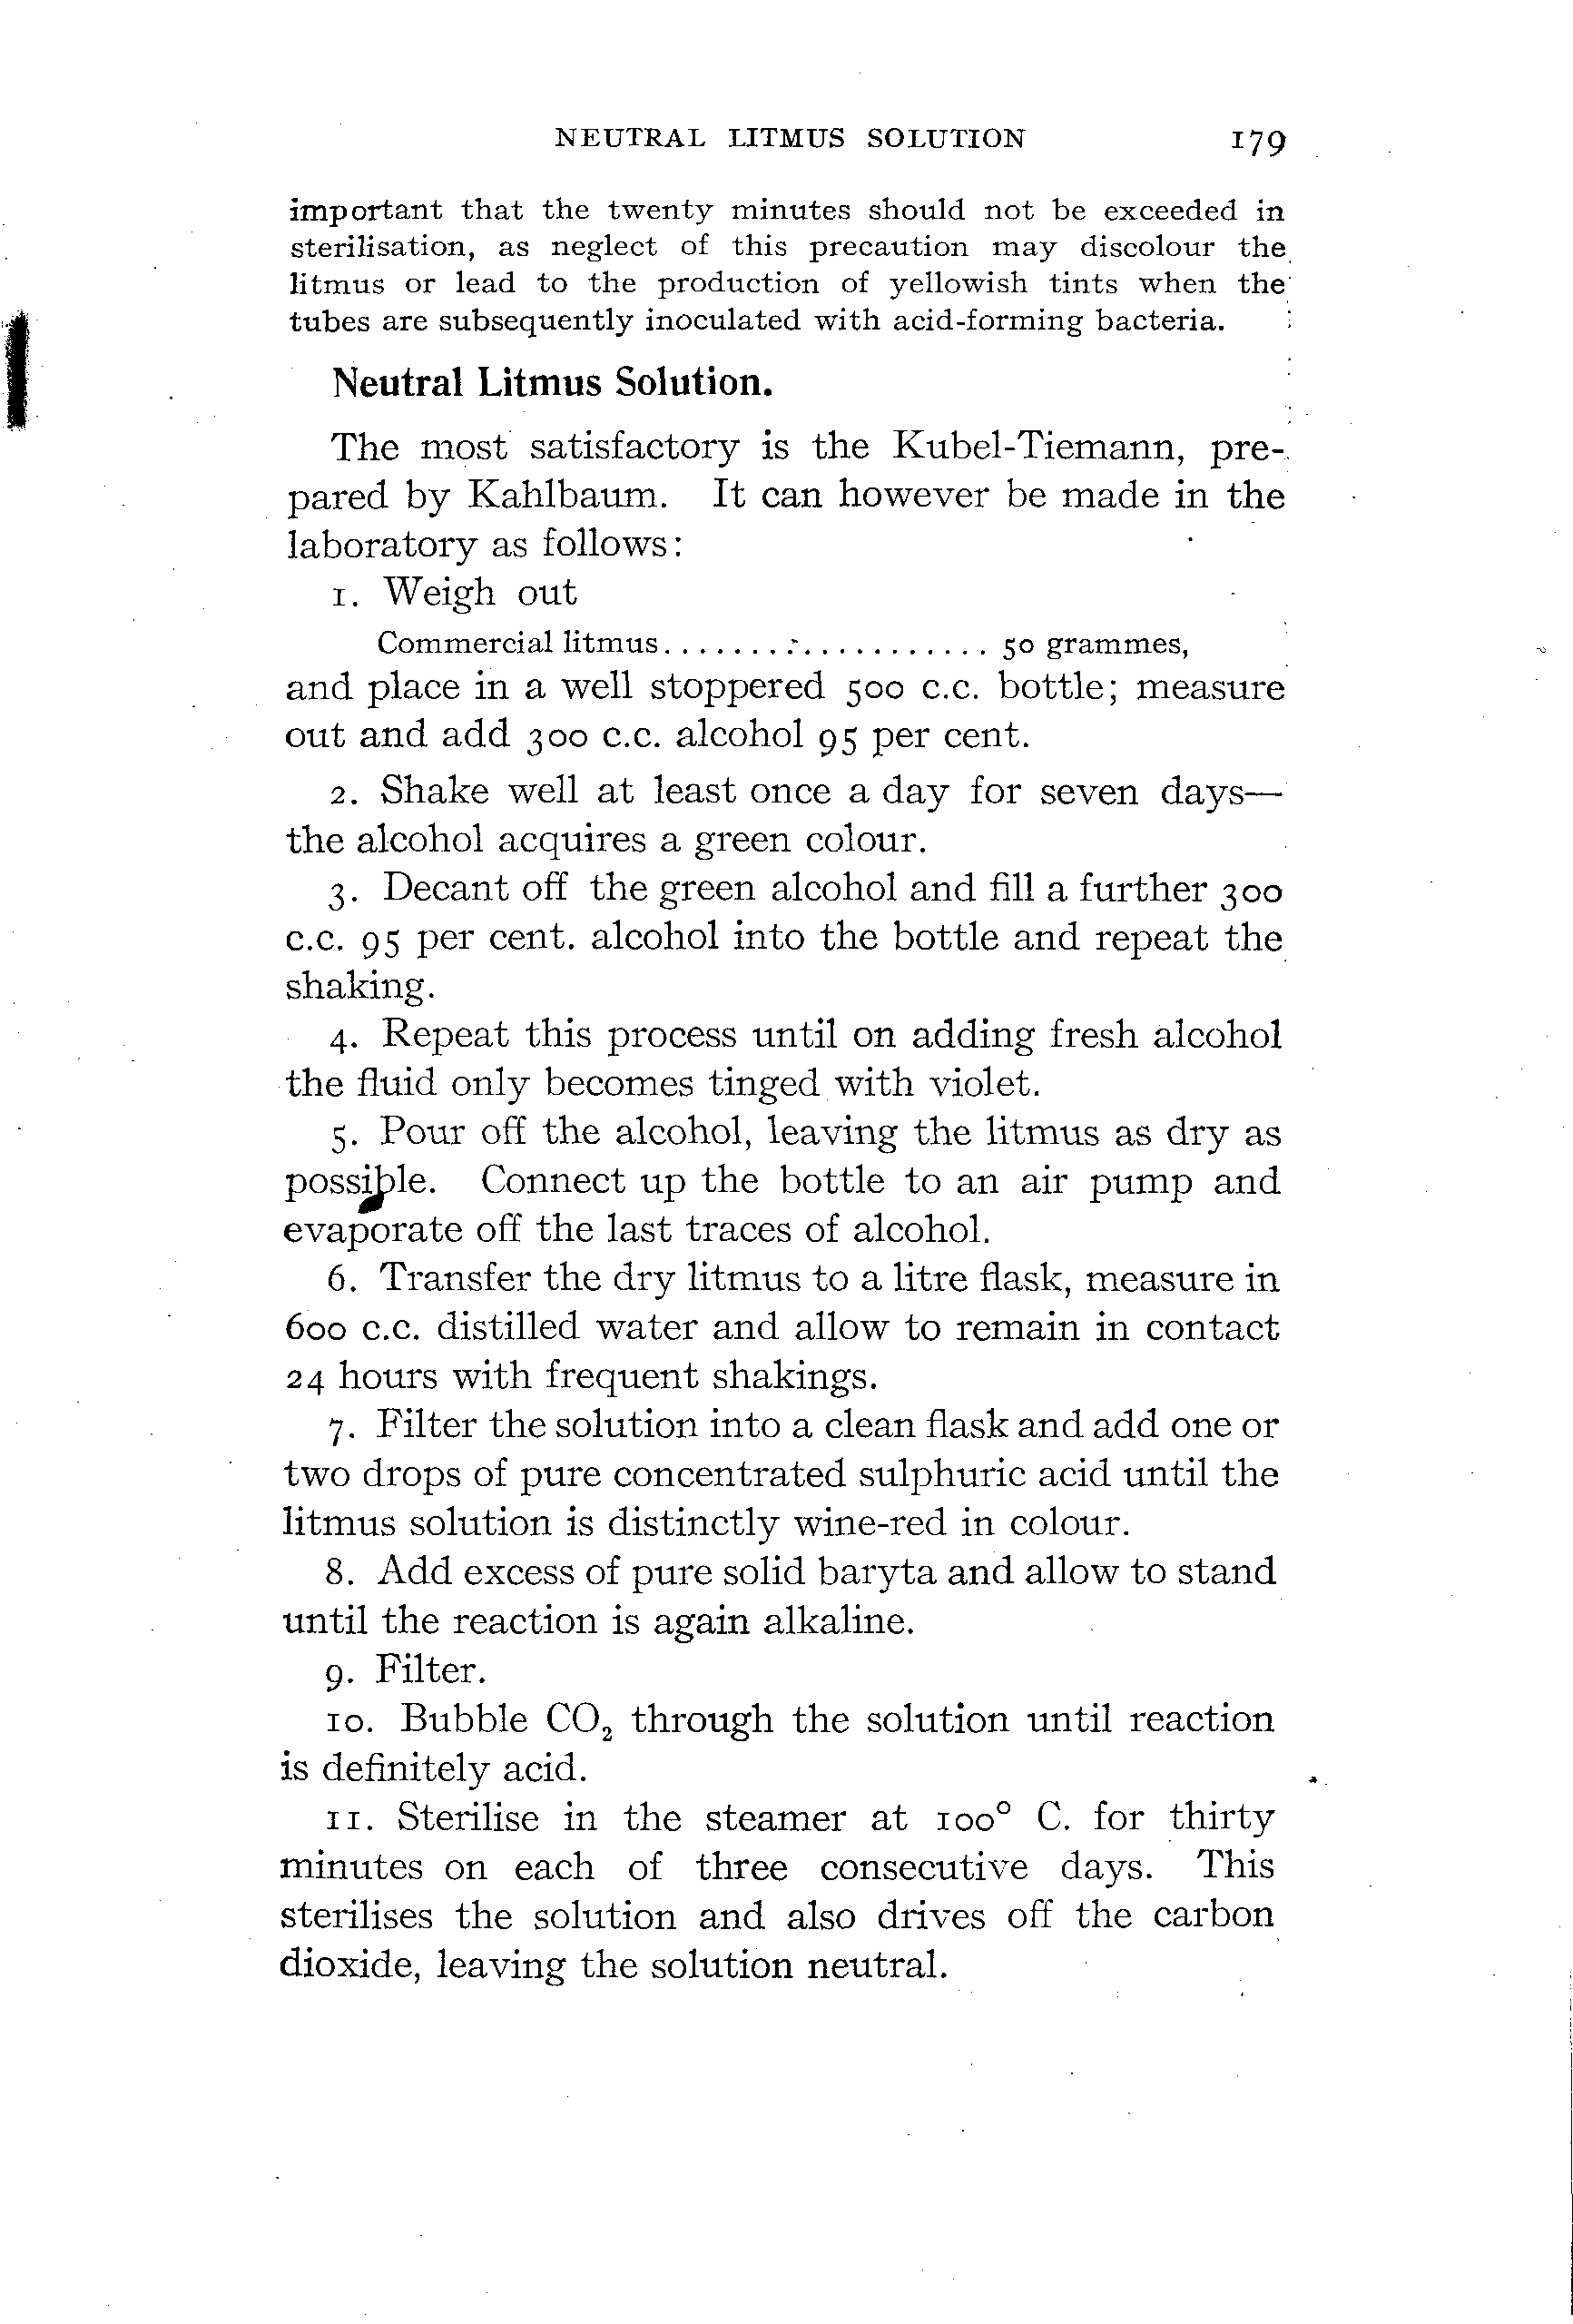 NEUTRAL LITMUS SOLUTION 179
important that the twenty minutes should not be exceeded in
sterilisation, as neglect of this precaution may discolour the
litmus or lead to the production of yellowish tints when the
tubes are subsequently inoculated with acid-forming bacteria.
Neutral Litmus Solution.
The most satisfactory is the Kubel-Tiemann, pre-
pared by Kahlbaum. It can however be made in the
laboratory as follows:
1. Weigh out
Commercial litmus.................... 50 grammes,
and place in a well stoppered 500 c.c. bottle; measure
out and add 300 c.c. alcohol 95 per cent.
2. Shake well at least once a day for seven days—
the alcohol acquires a green colour.
3. Decant off the green alcohol and fill a further 300
c.c. 95 per cent. alcohol into the bottle and repeat the
shaking.
4. Repeat this process until on adding fresh alcohol
the fluid only becomes tinged with violet.
5. Pour off the alcohol, leaving the litmus as dry as
possible. Connect up the bottle to an air pump and
evaporate off the last traces of alcohol.
6. Transfer the dry litmus to a litre flask, measure in
600 c.c. distilled water and allow to remain in contact
24 hours with frequent shakings.
7. Filter the solution into a clean flask and add one or
two drops of pure concentrated sulphuric acid until the
litmus solution is distinctly wine-red in colour.
8. Add excess of pure solid baryta and allow to stand
until the reaction is again alkaline.
9. Filter.
10. Bubble CO₂ through the solution until reaction
is definitely acid.
11. Sterilise in the steamer at 100° C. for thirty
minutes on each of three consecutive days. This
sterilises the solution and also drives off the carbon
dioxide, leaving the solution neutral.